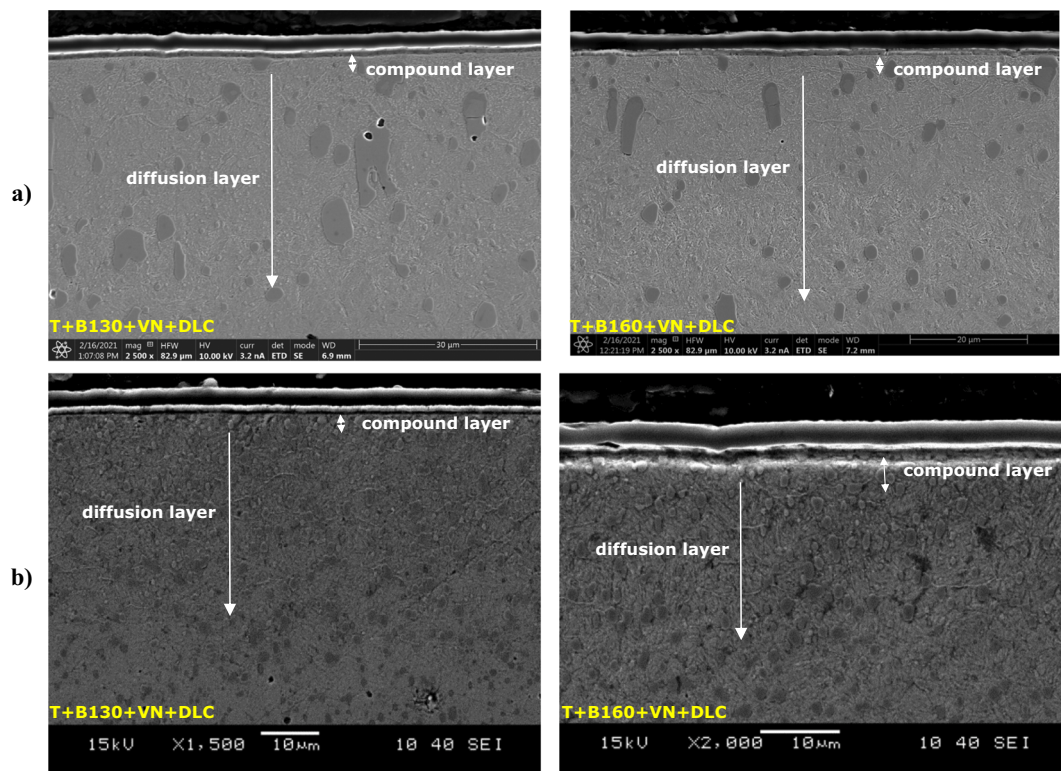 a)
compound layer
diffusion layer
T+B130+VN+DLC
2/16/2021 mag HFW HV curr det mode WD
1:07:08 PM 2 500 x 82.9 µm 10.00 kV 3.2 nA ETD SE 6.9 mm
30 µm
compound layer
diffusion layer
T+B160+VN+DLC
2/16/2021 mag HFW HV curr det mode WD
12:21:19 PM 2 500 x 82.9 µm 10.00 kV 3.2 nA ETD SE 7.2 mm
20 µm
b)
compound layer
diffusion layer
T+B130+VN+DLC
15kV X1,500 10µm 10 40 SEI
compound layer
diffusion layer
T+B160+VN+DLC
15kV X2,000 10µm 10 40 SEI